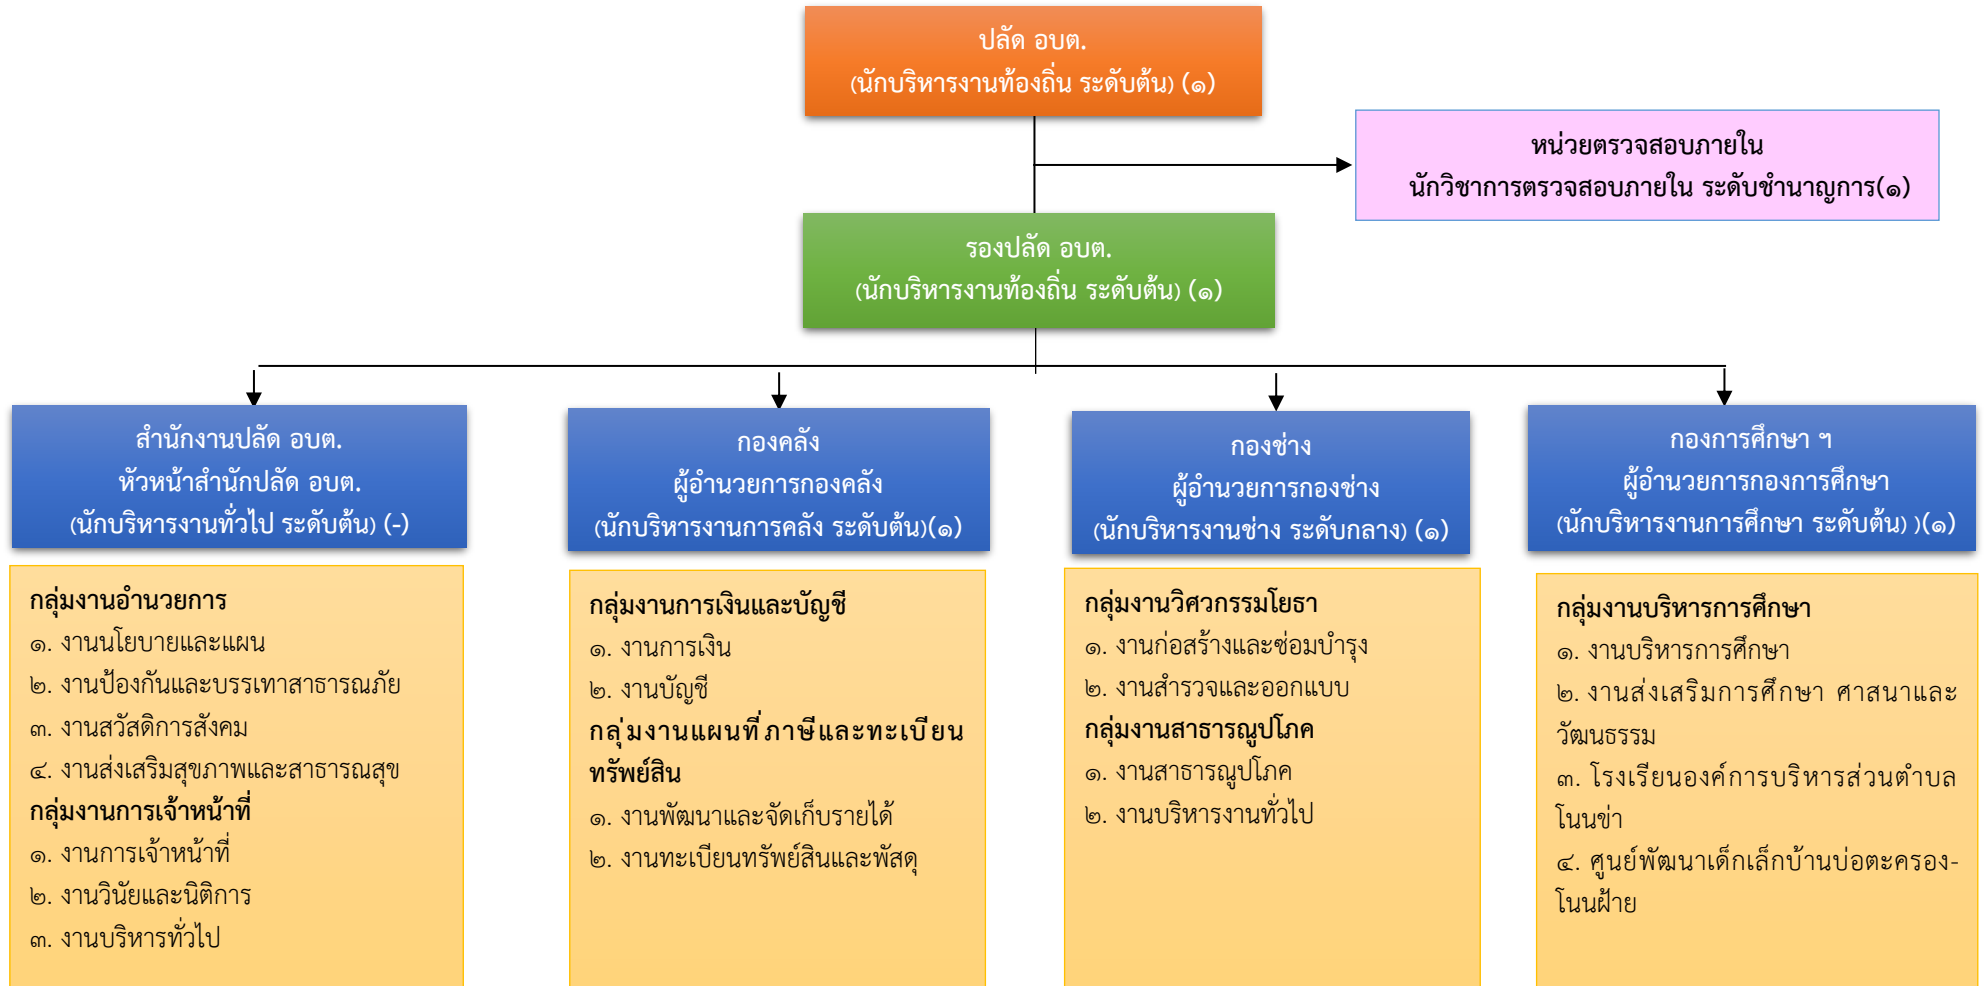 ปลัด อบต.
(นักบริหารงานท้องถิ่น ระดับต้น) (๑)
หน่วยตรวจสอบภายใน
นักวิชาการตรวจสอบภายใน ระดับชำนาญการ(๑)
รองปลัด อบต.
(นักบริหารงานท้องถิ่น ระดับต้น) (๑)
สำนักงานปลัด อบต.
หัวหน้าสำนักปลัด อบต.
(นักบริหารงานทั่วไป ระดับต้น) (-)
กองคลัง
ผู้อำนวยการกองคลัง
(นักบริหารงานการคลัง ระดับต้น)(๑)
กองช่าง
ผู้อำนวยการกองช่าง
(นักบริหารงานช่าง ระดับกลาง) (๑)
กองการศึกษา ฯ
ผู้อำนวยการกองการศึกษา
(นักบริหารงานการศึกษา ระดับต้น) )(๑)
กลุ่มงานอำนวยการ
๑. งานนโยบายและแผน
๒. งานป้องกันและบรรเทาสาธารณภัย
๓. งานสวัสดิการสังคม
๔. งานส่งเสริมสุขภาพและสาธารณสุข
กลุ่มงานการเจ้าหน้าที่
๑. งานการเจ้าหน้าที่
๒. งานวินัยและนิติการ
๓. งานบริหารทั่วไป
กลุ่มงานการเงินและบัญชี
๑. งานการเงิน
๒. งานบัญชี
กลุ่มงานแผนที่ภาษีและทะเบียน
ทรัพย์สิน
๑. งานพัฒนาและจัดเก็บรายได้
๒. งานทะเบียนทรัพย์สินและพัสดุ
กลุ่มงานวิศวกรรมโยธา
๑. งานก่อสร้างและซ่อมบำรุง
๒. งานสำรวจและออกแบบ
กลุ่มงานสาธารณูปโภค
๑. งานสาธารณูปโภค
๒. งานบริหารงานทั่วไป
กลุ่มงานบริหารการศึกษา
๑. งานบริหารการศึกษา
๒. งานส่งเสริมการศึกษา ศาสนาและ
วัฒนธรรม
๓. โรงเรียนองค์การบริหารส่วนตำบล
โนนข่า
๔. ศูนย์พัฒนาเด็กเล็กบ้านบ่อตะครอง-
โนนฝ้าย